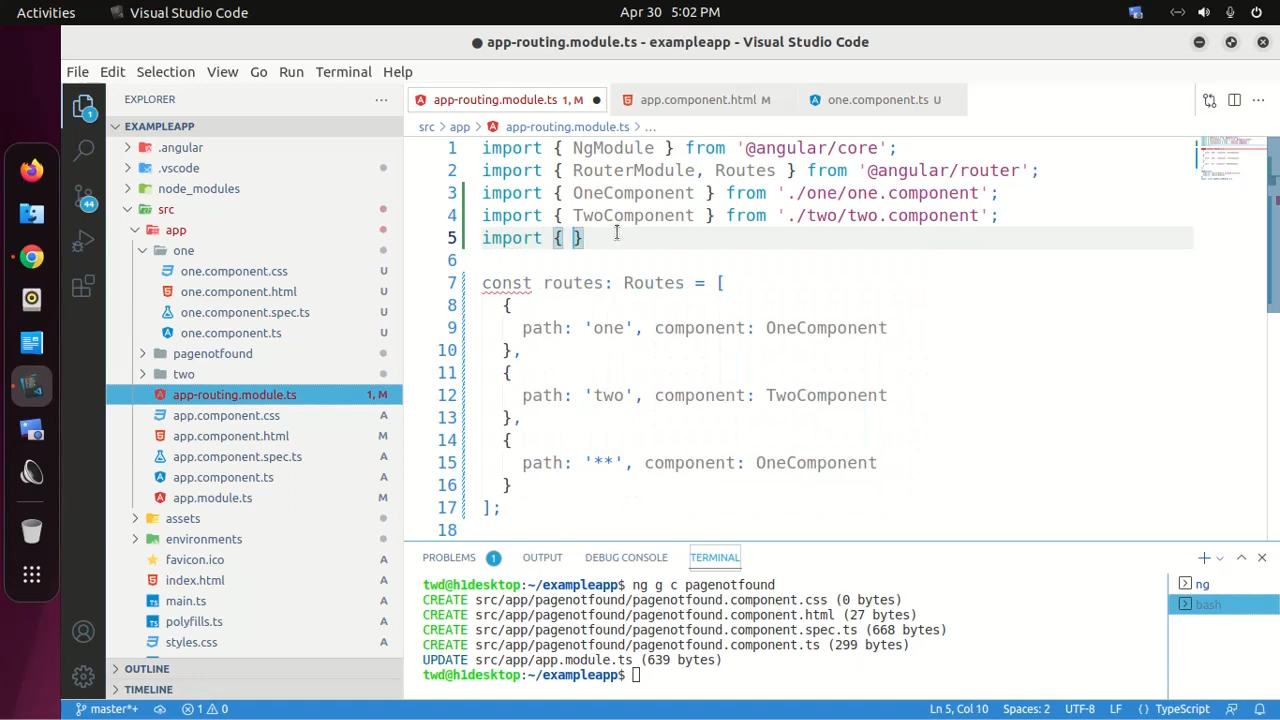 Activities Visual Studio Code Apr 30 5:02 PM
app-routing.module.ts - exampleapp - Visual Studio Code
File Edit Selection View Go Run Terminal Help
EXPLORER
EXAMPLEAPP
.angular
.vscode
node_modules
src
app
one
one.component.css U
one.component.html U
one.component.spec.ts U
one.component.ts U
pagenotfound
two
app-routing.module.ts 1, M
app.component.css A
app.component.html M
app.component.spec.ts A
app.component.ts A
app.module.ts M
assets
environments
favicon.ico A
index.html A
main.ts A
polyfills.ts A
styles.css A
OUTLINE
TIMELINE
1
44
app-routing.module.ts 1, M app.component.html M one.component.ts U
src > app > app-routing.module.ts > ...
1 import { NgModule } from '@angular/core';
2 import { RouterModule, Routes } from '@angular/router';
3 import { OneComponent } from './one/one.component';
4 import { TwoComponent } from './two/two.component';
5 import { }
6
7 const routes: Routes = [
8 {
9 path: 'one', component: OneComponent
10 },
11 {
12 path: 'two', component: TwoComponent
13 },
14 {
15 path: '**', component: OneComponent
16 }
17 ];
18
PROBLEMS 1 OUTPUT DEBUG CONSOLE TERMINAL
twd@h1desktop:~/exampleapp$ ng g c pagenotfound
CREATE src/app/pagenotfound/pagenotfound.component.css (0 bytes)
CREATE src/app/pagenotfound/pagenotfound.component.html (27 bytes)
CREATE src/app/pagenotfound/pagenotfound.component.spec.ts (668 bytes)
CREATE src/app/pagenotfound/pagenotfound.component.ts (299 bytes)
UPDATE src/app/app.module.ts (639 bytes)
twd@h1desktop:~/exampleapp$
ng
bash
master*+ 1 0 Ln 5, Col 10 Spaces: 2 UTF-8 LF { } TypeScript